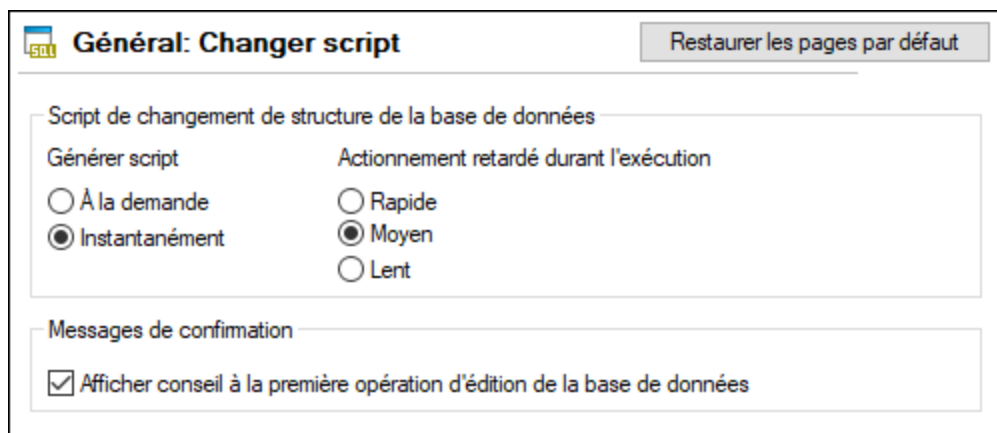 SQL
Général: Changer script
Restaurer les pages par défaut
Script de changement de structure de la base de données
Générer script
Actionnement retardé durant l'exécution
À la demande
Rapide
Instantanément
Moyen
Lent
Messages de confirmation
Afficher conseil à la première opération d'édition de la base de données